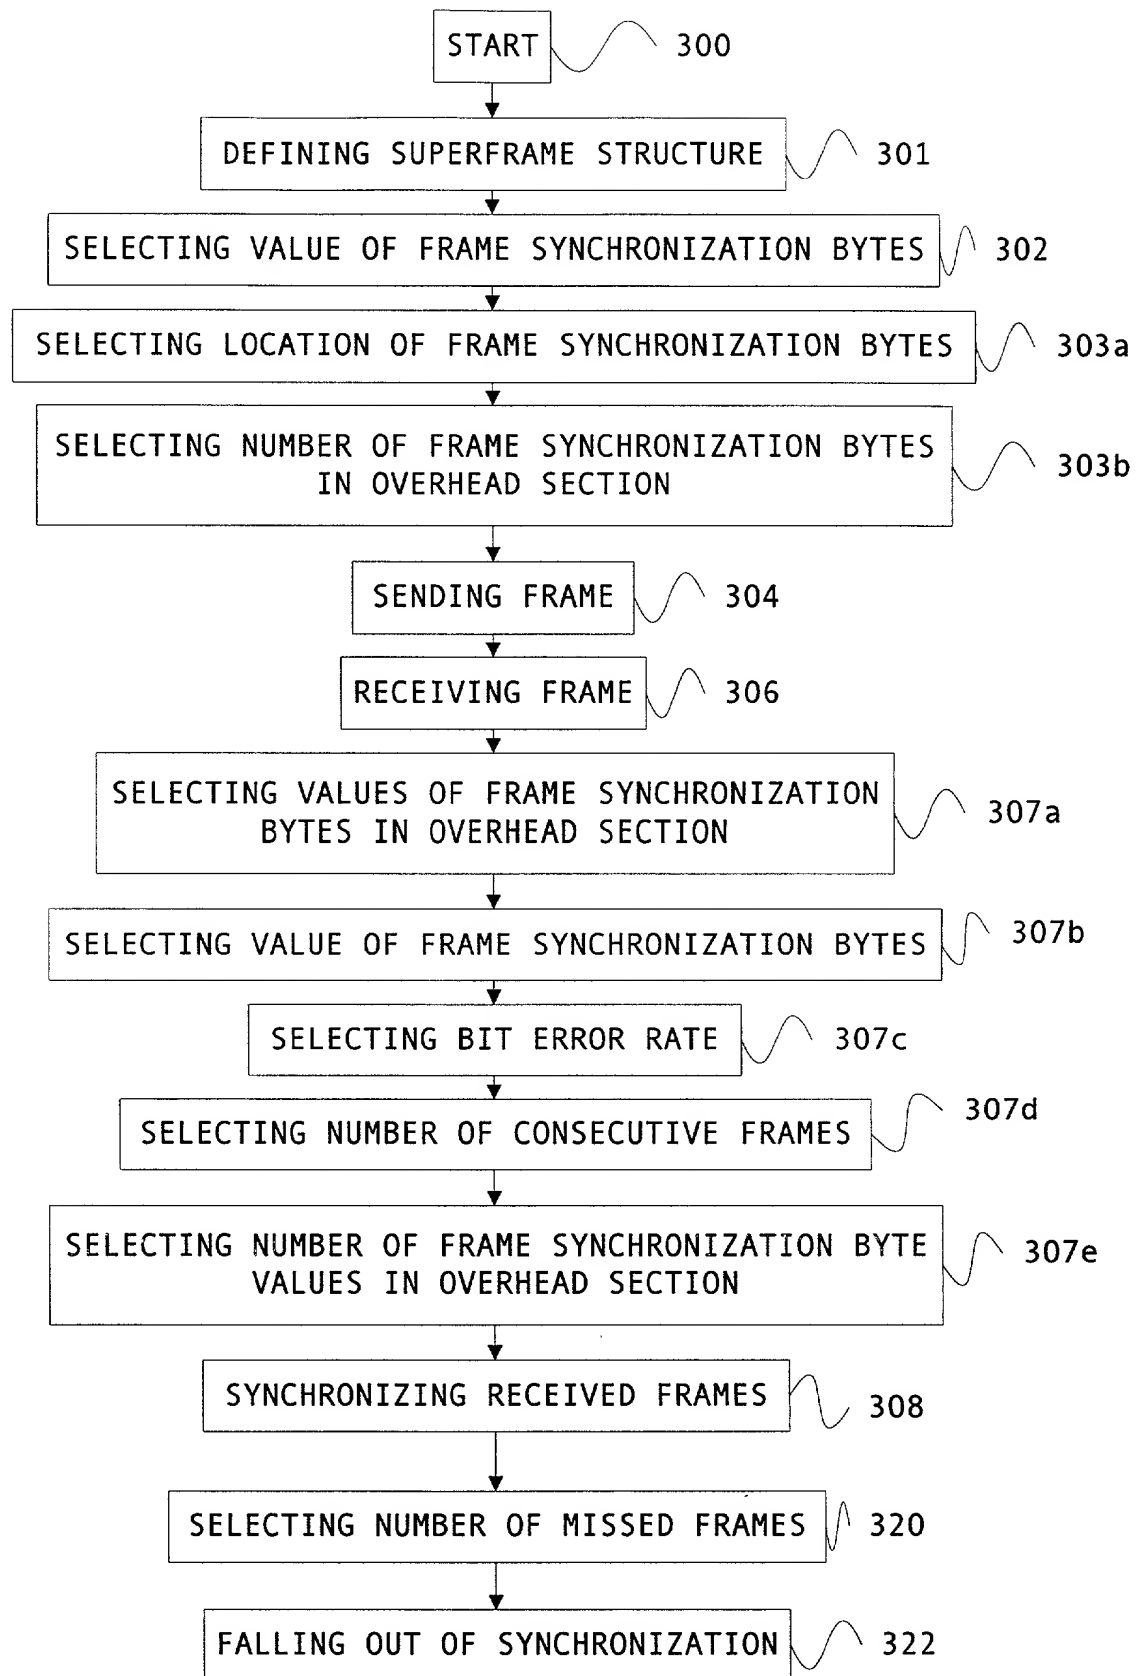 START
300
DEFINING SUPERFRAME STRUCTURE
301
SELECTING VALUE OF FRAME SYNCHRONIZATION BYTES
302
SELECTING LOCATION OF FRAME SYNCHRONIZATION BYTES
303a
SELECTING NUMBER OF FRAME SYNCHRONIZATION BYTES
IN OVERHEAD SECTION
303b
SENDING FRAME
304
RECEIVING FRAME
306
SELECTING VALUES OF FRAME SYNCHRONIZATION
BYTES IN OVERHEAD SECTION
307a
SELECTING VALUE OF FRAME SYNCHRONIZATION BYTES
307b
SELECTING BIT ERROR RATE
307c
SELECTING NUMBER OF CONSECUTIVE FRAMES
307d
SELECTING NUMBER OF FRAME SYNCHRONIZATION BYTE
VALUES IN OVERHEAD SECTION
307e
SYNCHRONIZING RECEIVED FRAMES
308
SELECTING NUMBER OF MISSED FRAMES
320
FALLING OUT OF SYNCHRONIZATION
322